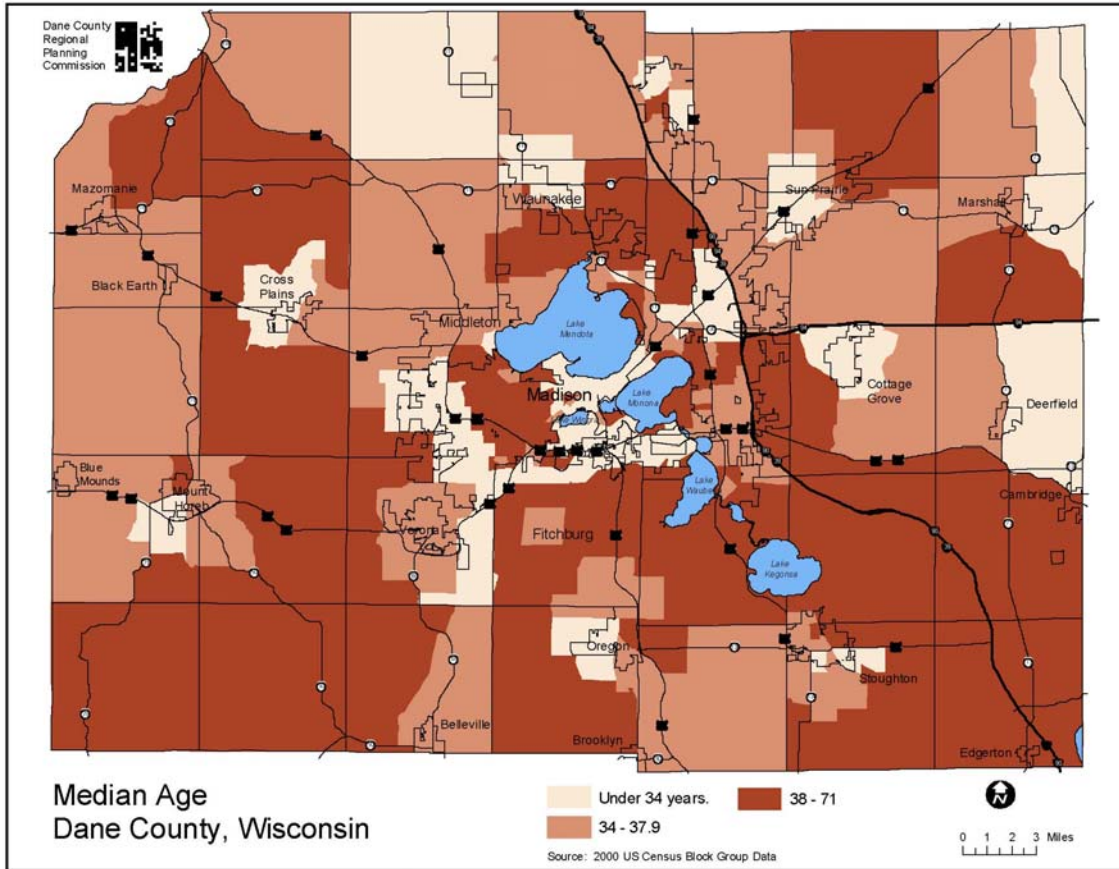 Dane County
Regional
Planning
Commission
Mazomanie
Waunakee
Sun Prairie
Marshall
Black Earth
Cross
Plains
Middleton
Lake
Mendota
Madison
Lake
Monona
Cottage
Grove
Deerfield
Blue
Mounds
Mount
Horeb
Verona
Fitchburg
Lake
Waubesa
Cambridge
Lake
Kegonsa
Oregon
Stoughton
Belleville
Brooklyn
Edgerton
Median Age
Dane County, Wisconsin
Under 34 years.
34 - 37.9
38 - 71
Source: 2000 US Census Block Group Data
N
0 1 2 3 Miles